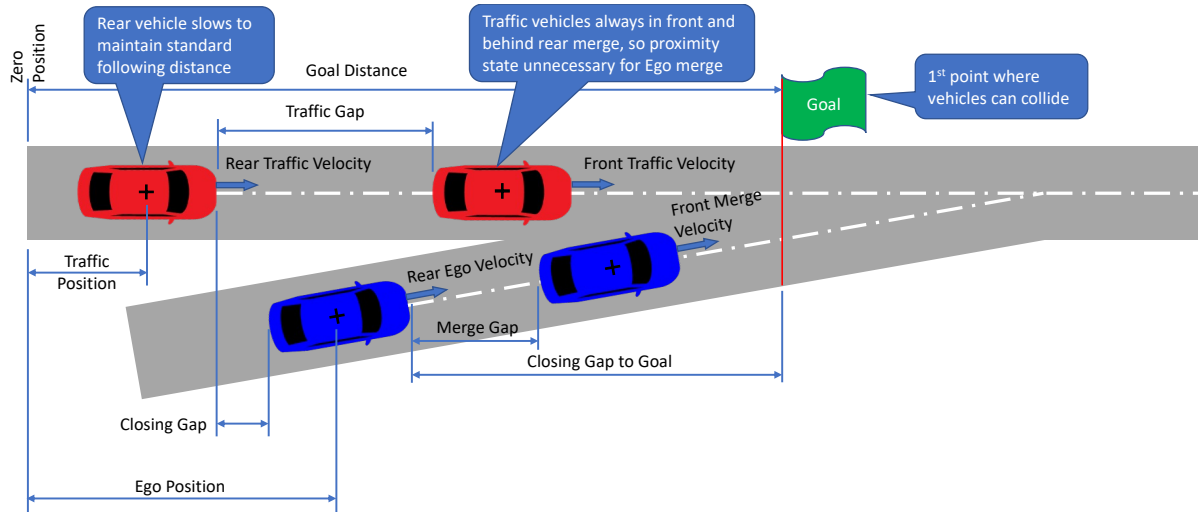 Rear vehicle slows to
maintain standard
following distance
Traffic vehicles always in front and
behind rear merge, so proximity
state unnecessary for Ego merge
1st point where
vehicles can collide
Zero
Position
Goal Distance
Goal
Traffic Gap
Rear Traffic Velocity
Front Traffic Velocity
Front Merge
Velocity
Traffic
Position
Rear Ego Velocity
Merge Gap
Closing Gap to Goal
Closing Gap
Ego Position